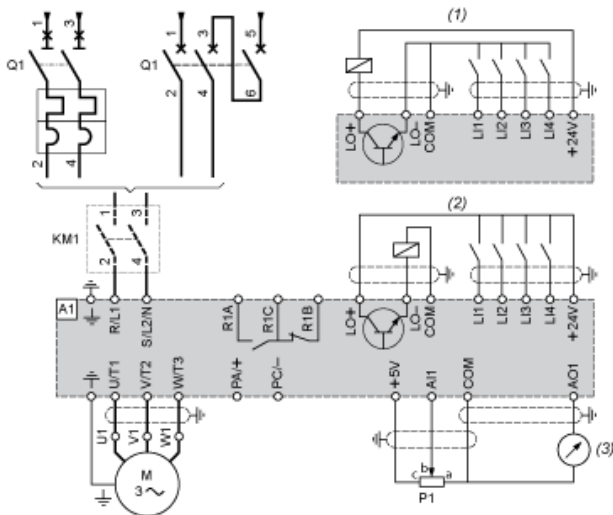 1 3 1 3 5
Q1 Q1
2 4 6
2 4
1 3
KM1
2 4
(1)
LO+ LO- COM LI1 LI2 LI3 LI4 +24V
(2)
A1 R/L1 S/L2/N R1A R1C R1B LO+ LO- COM LI1 LI2 LI3 LI4 +24V
U/T1 V/T2 W/T3 PA/+ PC/- +5V AI1 COM AO1
U1 V1 W1
M
3
c b a
P1
(3)